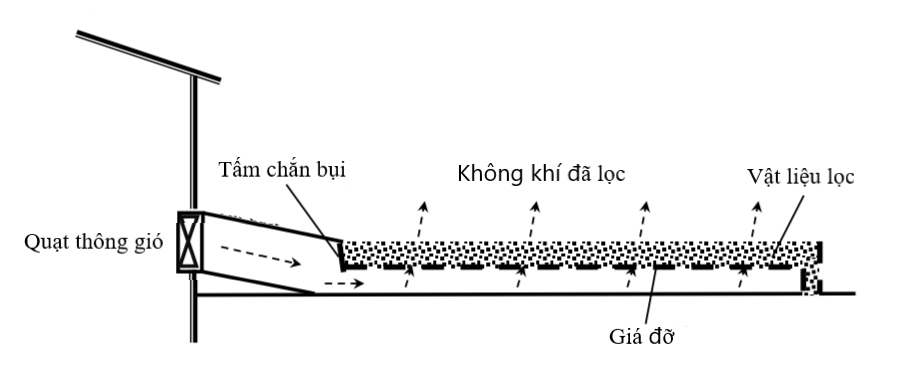 Tấm chắn bụi
Không khí đã lọc
Vật liệu lọc
Quạt thông gió
Giá đỡ